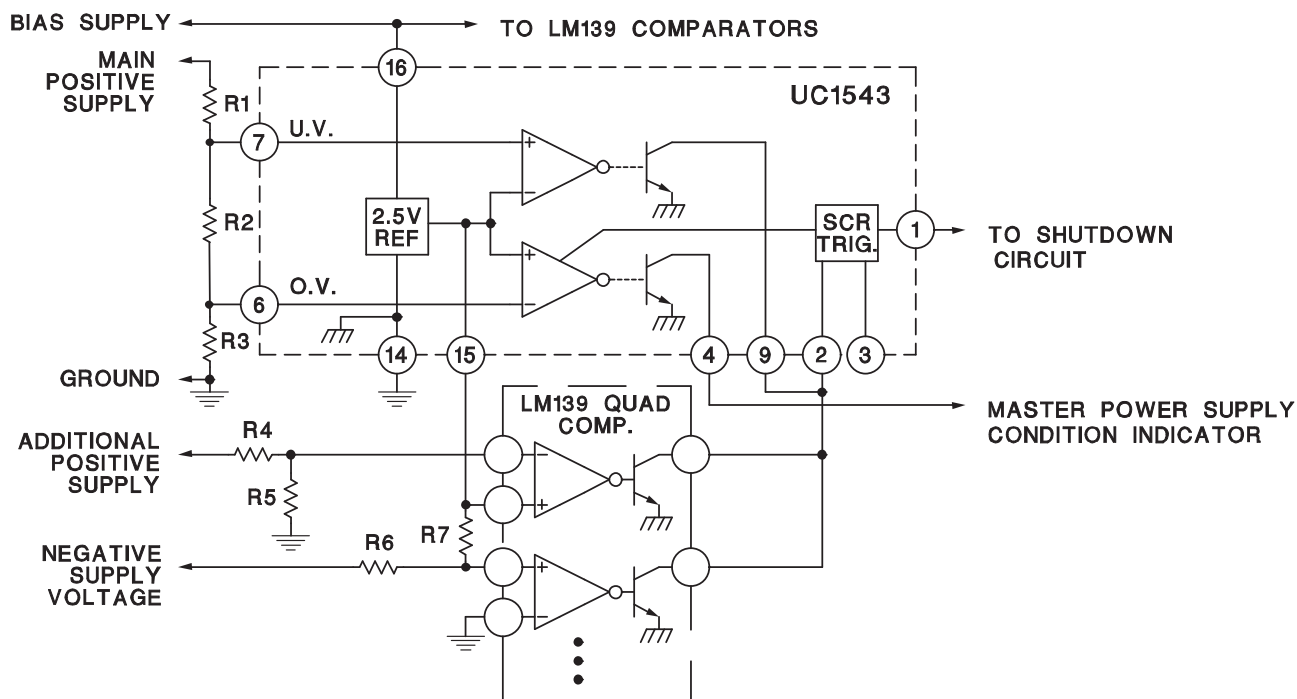 BIAS SUPPLY
TO LM139 COMPARATORS
MAIN
POSITIVE
SUPPLY
16
UC1543
R1
7
U.V.
+
−
R2
2.5V
REF
SCR
TRIG.
1
TO SHUTDOWN
CIRCUIT
+
−
6
O.V.
R3
14
15
4
9
2
3
GROUND
LM139 QUAD
COMP.
MASTER POWER SUPPLY
CONDITION INDICATOR
ADDITIONAL
POSITIVE
SUPPLY
R4
R5
−
+
R7
NEGATIVE
SUPPLY
VOLTAGE
R6
+
−